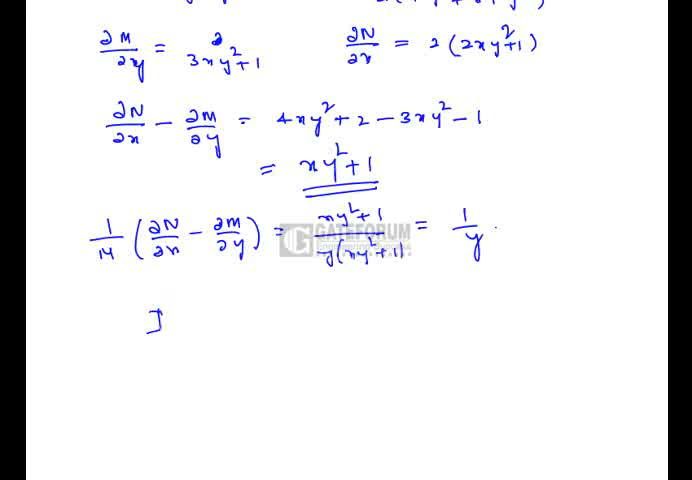 ∂M/∂y = 3xy²+1    ∂N/∂x = 2(2xy²+1)
∂N/∂x − ∂M/∂y = 4xy²+2−3xy²−1
= xy²+1
1/M (∂N/∂x − ∂M/∂y) = xy²+1 / y(xy²+1) = 1/y.
GATEFORUM
I